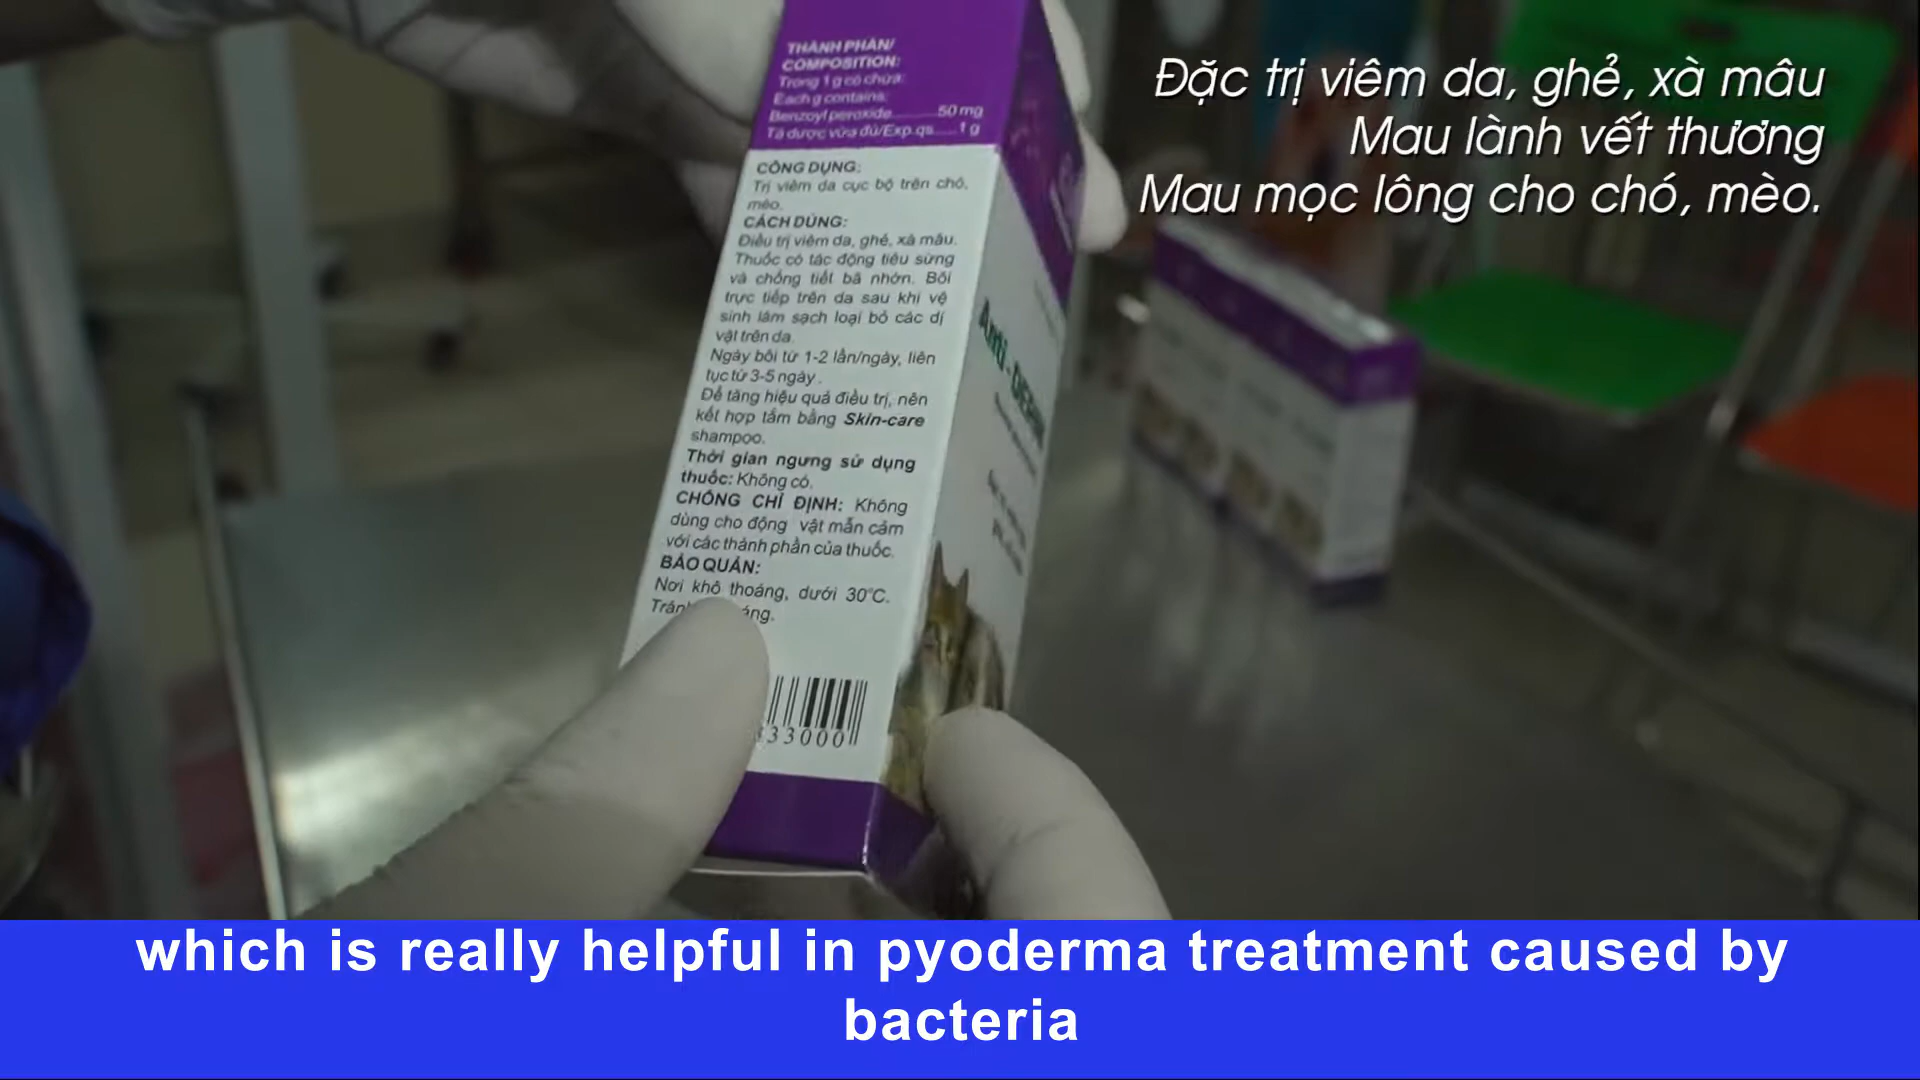 THÀNH PHẦN/
COMPOSITION:
Trong 1 g có chứa:
Each g contains:
Benzoyl peroxide..............50 mg
Tá dược vừa đủ/Exp.qs.....1 g
CÔNG DỤNG:
Trị viêm da cục bộ trên chó,
mèo.
CÁCH DÙNG:
Điều trị viêm da, ghẻ, xà mâu.
Thuốc có tác động tiêu sừng
và chống tiết bã nhờn. Bôi
trực tiếp trên da sau khi vệ
sinh làm sạch loại bỏ các dị
vật trên da.
Ngày bôi từ 1-2 lần/ngày, liên
tục từ 3-5 ngày.
Để tăng hiệu quả điều trị, nên
kết hợp tắm bằng Skin-care
shampoo.
Thời gian ngưng sử dụng
thuốc: Không có.
CHỐNG CHỈ ĐỊNH: Không
dùng cho động vật mẫn cảm
với các thành phần của thuốc.
BẢO QUẢN:
Nơi khô thoáng, dưới 30°C.
33000
Anti - DERMA
Đặc trị viêm da, ghẻ, xà mâu
Mau lành vết thương
Mau mọc lông cho chó, mèo.
which is really helpful in pyoderma treatment caused by
bacteria